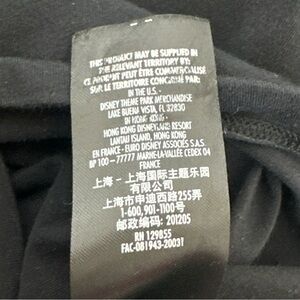 THIS PRODUCT MAY BE SUPPLIED IN
THE RELEVANT TERRITORY BY:
CE PRODUIT PEUT ÊTRE COMMERCIALISÉ
SUR LE TERRITOIRE CONCERNÉ PAR:
IN THE U.S.
DISNEY THEME PARK MERCHANDISE
LAKE BUENA VISTA, FL 32830
IN HONG KONG
HONG KONG DISNEYLAND RESORT
LANTAU ISLAND, HONG KONG
EN FRANCE - EURO DISNEY ASSOCIÉS S.A.S.
BP 100 - 77777 MARNE-LA-VALLÉE CEDEX 04
FRANCE
上海 - 上海国际主题乐园
有限公司
上海市申迪西路255弄
1-600,901-1100号
邮政编码: 201205
RN 129855
FAC-081943-20031